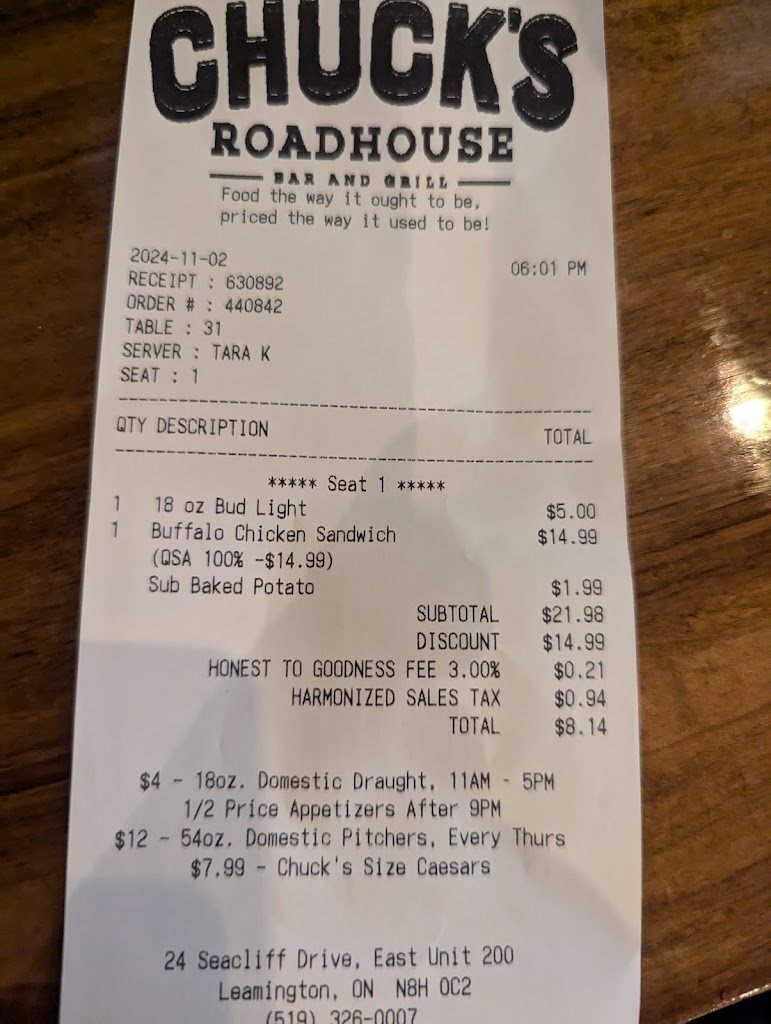 CHUCK'S
ROADHOUSE
BAR AND GRILL
Food the way it ought to be,
priced the way it used to be!
2024-11-02 06:01 PM
RECEIPT : 630892
ORDER # : 440842
TABLE : 31
SERVER : TARA K
SEAT : 1
QTY DESCRIPTION TOTAL
***** Seat 1 *****
1 18 oz Bud Light $5.00
1 Buffalo Chicken Sandwich $14.99
(QSA 100% -$14.99)
Sub Baked Potato $1.99
SUBTOTAL $21.98
DISCOUNT $14.99
HONEST TO GOODNESS FEE 3.00% $0.21
HARMONIZED SALES TAX $0.94
TOTAL $8.14
$4 - 18oz. Domestic Draught, 11AM - 5PM
1/2 Price Appetizers After 9PM
$12 - 54oz. Domestic Pitchers, Every Thurs
$7.99 - Chuck's Size Caesars
24 Seacliff Drive, East Unit 200
Leamington, ON N8H 0C2
(519) 326-0007